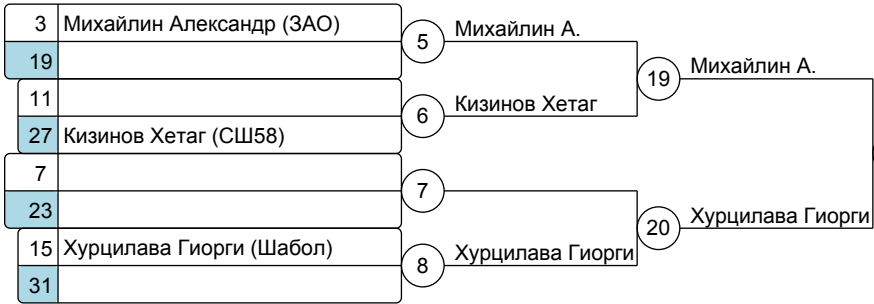 3 Михайлин Александр (ЗАО)
19
5 Михайлин А.
11
27 Кизинов Хетаг (СШ58)
6 Кизинов Хетаг
19 Михайлин А.
7
23
7
15 Хурцилава Гиорги (Шабол)
31
8 Хурцилава Гиорги
20 Хурцилава Гиорги